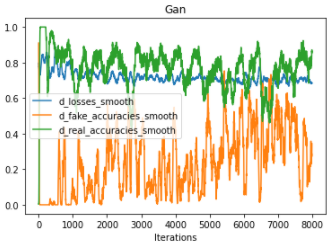 Gan
1.0
0.8
0.6
0.4
0.2
0.0
d_losses_smooth
d_fake_accuracies_smooth
d_real_accuracies_smooth
0 1000 2000 3000 4000 5000 6000 7000 8000
Iterations